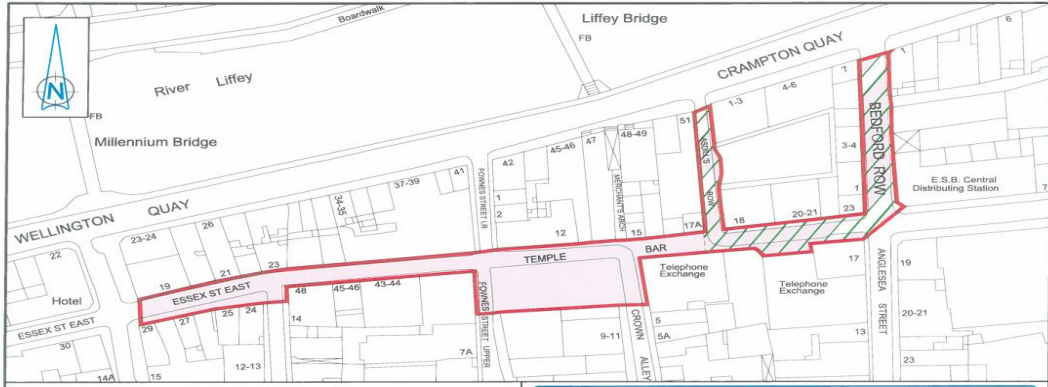 Boardwalk
Liffey Bridge
FB
River Liffey
N
FB
Millennium Bridge
CRAMPTON QUAY
6
1
7
4-6
1-3
51
48-49
47
45-46
42
41
37-39
34-35
WELLINGTON QUAY
26
23-24
22
21
23
19
Hotel
FOWNES STREET LR
1
2
12
MERCHANT'S ARCH
15
17A
ASDILL'S ROW
18
20-21
23
3-4
1
BEDFORD ROW
E.S.B. Central
Distributing Station
7
TEMPLE BAR
ESSEX ST EAST
ESSEX ST EAST
29
27
25
24
48
45-46
43-44
14
30
14A
15
12-13
7A
FOWNES STREET UPPER
9-11
CROWN ALLEY
5
5A
Telephone
Exchange
Telephone
Exchange
17
13
ANGLESEA STREET
19
20-21
23